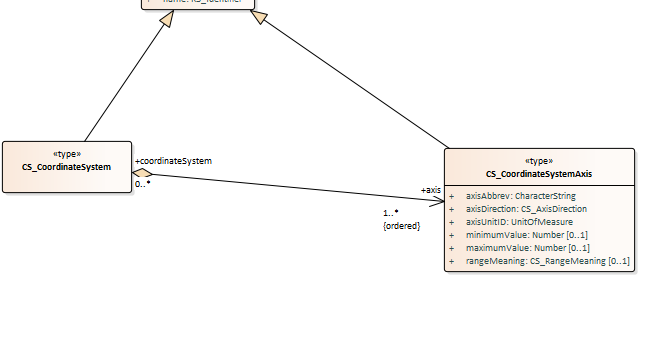 + name: RS_Identifier
«type»
CS_CoordinateSystem
+coordinateSystem
0..*
+axis
1..*
{ordered}
«type»
CS_CoordinateSystemAxis
+ axisAbbrev: CharacterString
+ axisDirection: CS_AxisDirection
+ axisUnitID: UnitOfMeasure
+ minimumValue: Number [0..1]
+ maximumValue: Number [0..1]
+ rangeMeaning: CS_RangeMeaning [0..1]